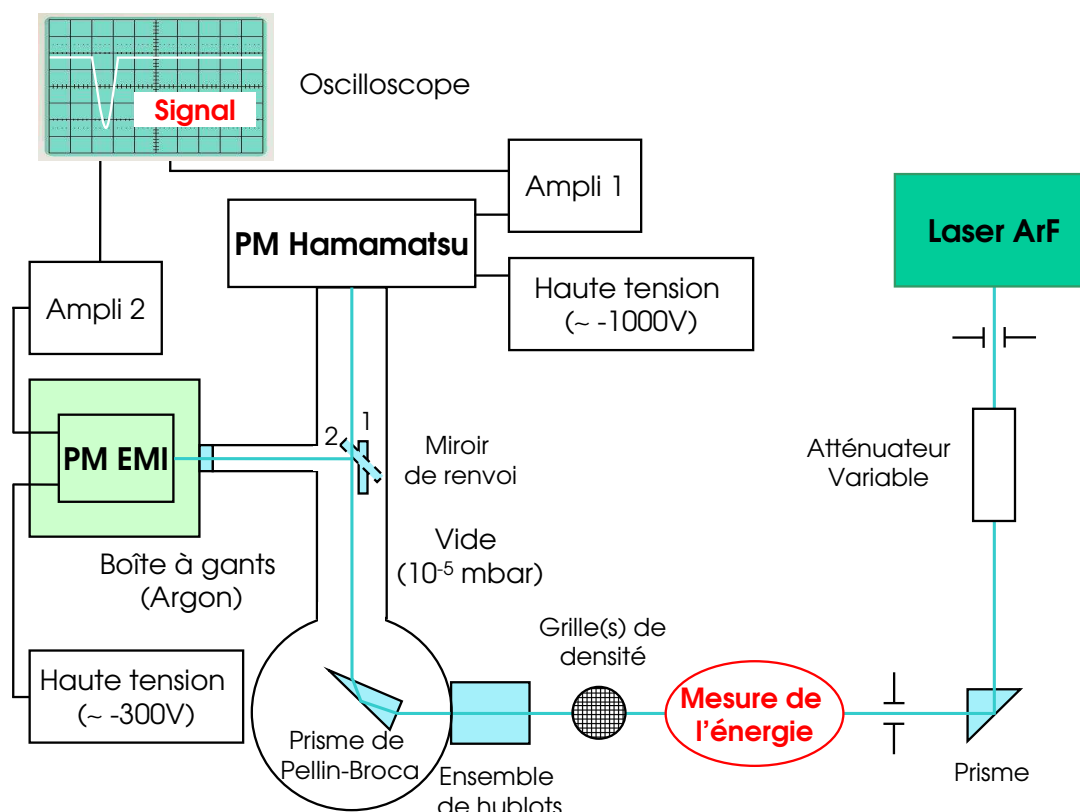 Oscilloscope
Signal
Ampli 1
Laser ArF
PM Hamamatsu
Ampli 2
Haute tension
(~ -1000V)
1
2
PM EMI
Miroir
de renvoi
Atténuateur
Variable
Vide
(10⁻⁵ mbar)
Boîte à gants
(Argon)
Grille(s) de
densité
Haute tension
(~ -300V)
Mesure de
l'énergie
Prisme de
Pellin-Broca
Ensemble
de hublots
Prisme